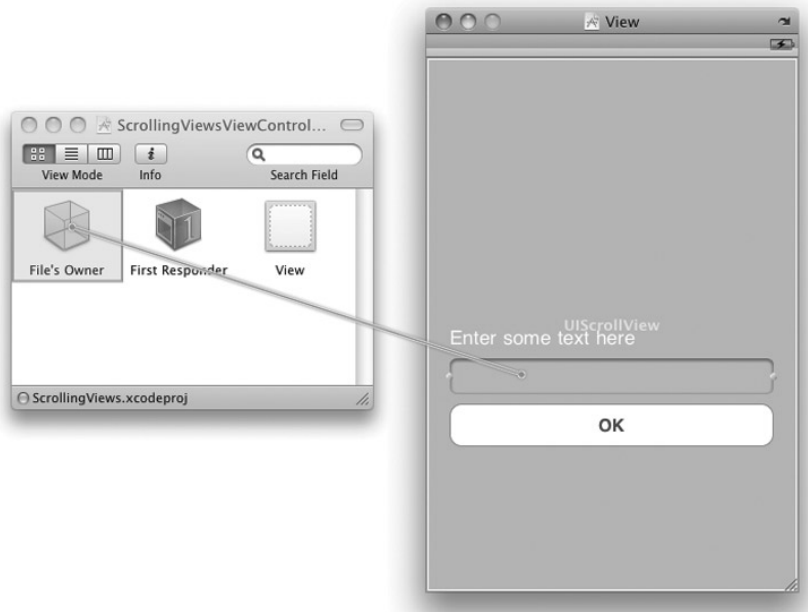 ScrollingViewsViewControl...
View Mode
Info
Search Field
File's Owner
First Responder
View
ScrollingViews.xcodeproj
View
UIScrollView
Enter some text here
OK